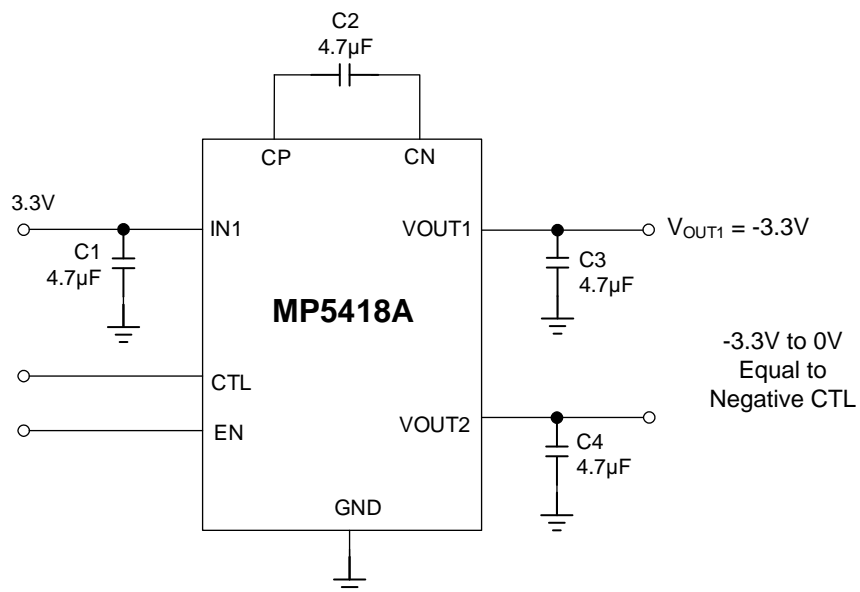 C2
4.7µF
CP
CN
3.3V
IN1
VOUT1
VOUT1 = -3.3V
C1
4.7µF
C3
4.7µF
MP5418A
-3.3V to 0V
Equal to
Negative CTL
CTL
EN
VOUT2
C4
4.7µF
GND